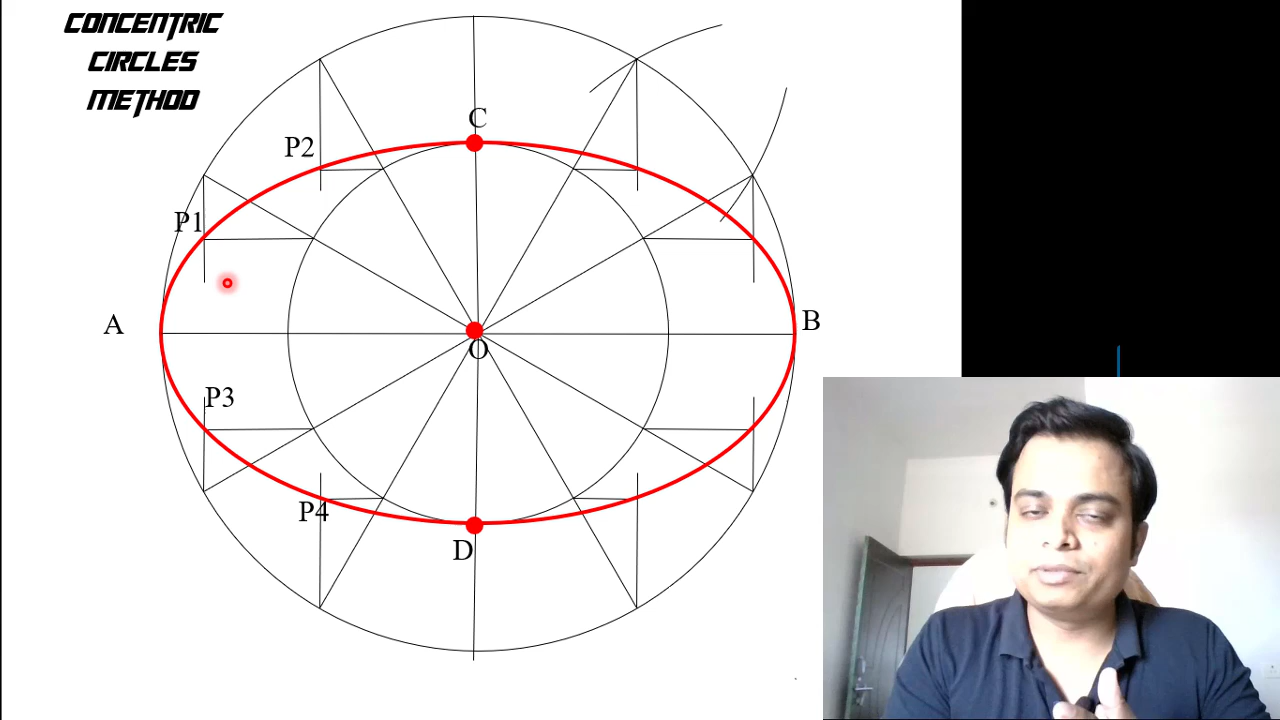 CONCENTRIC
CIRCLES
METHOD
C
P2
P1
A
B
O
P3
P4
D